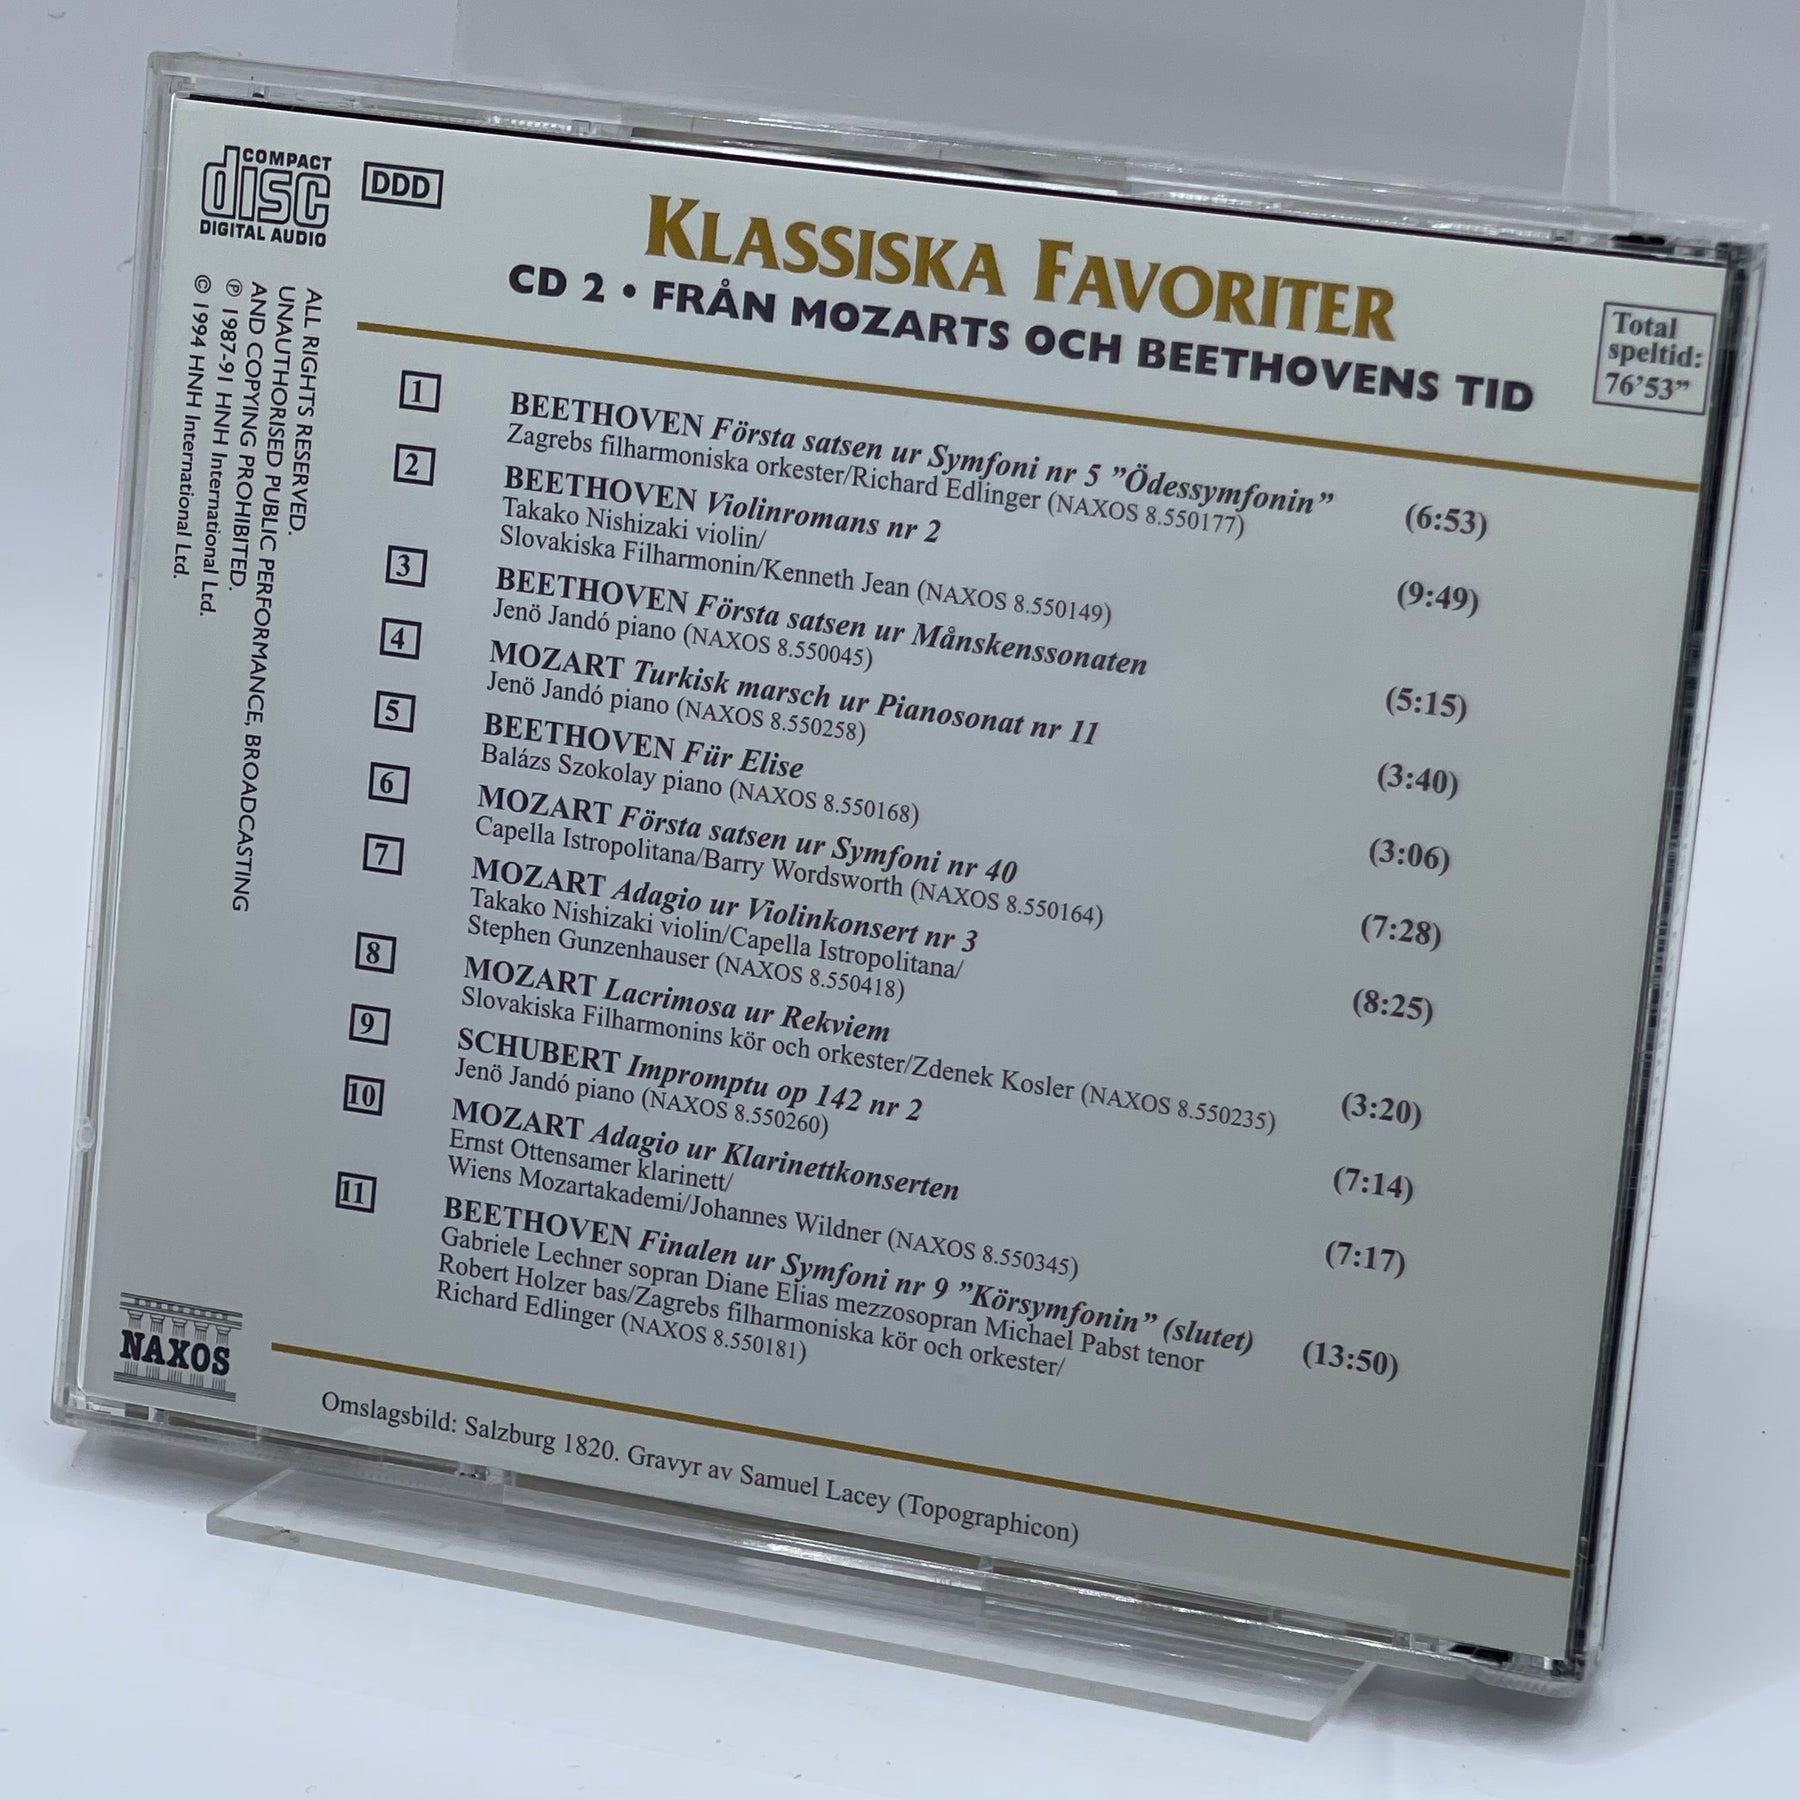 COMPACT
disc
DIGITAL AUDIO
DDD
KLASSISKA FAVORITER
CD 2 • FRÅN MOZARTS OCH BEETHOVENS TID
Total
speltid:
76’53”
1 BEETHOVEN Första satsen ur Symfoni nr 5 ”Ödessymfonin” (6:53)
Zagrebs filharmoniska orkester/Richard Edlinger (NAXOS 8.550177)
2 BEETHOVEN Violinromans nr 2 (9:49)
Takako Nishizaki violin/
Slovakiska Filharmonin/Kenneth Jean (NAXOS 8.550149)
3 BEETHOVEN Första satsen ur Månskenssonaten (5:15)
Jenö Jandó piano (NAXOS 8.550045)
4 MOZART Turkisk marsch ur Pianosonat nr 11 (3:40)
Jenö Jandó piano (NAXOS 8.550258)
5 BEETHOVEN Für Elise (3:06)
Balázs Szokolay piano (NAXOS 8.550168)
6 MOZART Första satsen ur Symfoni nr 40 (7:28)
Capella Istropolitana/Barry Wordsworth (NAXOS 8.550164)
7 MOZART Adagio ur Violinkonsert nr 3 (8:25)
Takako Nishizaki violin/Capella Istropolitana/
Stephen Gunzenhauser (NAXOS 8.550418)
8 MOZART Lacrimosa ur Rekviem (3:20)
Slovakiska Filharmonins kör och orkester/Zdenek Kosler (NAXOS 8.550235)
9 SCHUBERT Impromptu op 142 nr 2 (7:14)
Jenö Jandó piano (NAXOS 8.550260)
10 MOZART Adagio ur Klarinettkonserten (7:17)
Ernst Ottensamer klarinett/
Wiens Mozartakademi/Johannes Wildner (NAXOS 8.550345)
11 BEETHOVEN Finalen ur Symfoni nr 9 ”Körsymfonin” (slutet) (13:50)
Gabriele Lechner sopran Diane Elias mezzosopran Michael Pabst tenor
Robert Holzer bas/Zagrebs filharmoniska kör och orkester/
Richard Edlinger (NAXOS 8.550181)
Omslagsbild: Salzburg 1820. Gravyr av Samuel Lacey (Topographicon)
ALL RIGHTS RESERVED.
UNAUTHORISED PUBLIC PERFORMANCE, BROADCASTING
AND COPYING PROHIBITED.
℗ 1987-91 HNH International Ltd.
© 1994 HNH International Ltd.
NAXOS